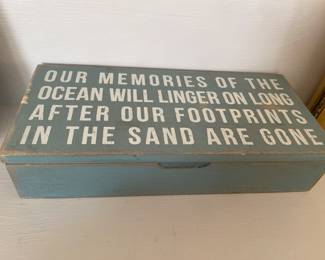 OUR MEMORIES OF THE
OCEAN WILL LINGER ON LONG
AFTER OUR FOOTPRINTS
IN THE SAND ARE GONE